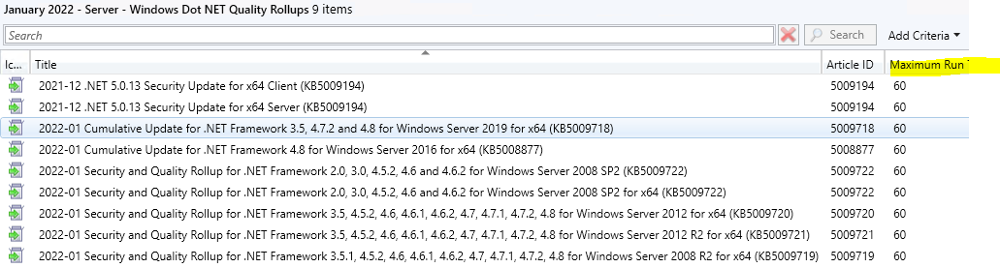 January 2022 - Server - Windows Dot NET Quality Rollups 9 items
Search Search Add Criteria
Ic... Title Article ID Maximum Run
2021-12 .NET 5.0.13 Security Update for x64 Client (KB5009194) 5009194 60
2021-12 .NET 5.0.13 Security Update for x64 Server (KB5009194) 5009194 60
2022-01 Cumulative Update for .NET Framework 3.5, 4.7.2 and 4.8 for Windows Server 2019 for x64 (KB5009718) 5009718 60
2022-01 Cumulative Update for .NET Framework 4.8 for Windows Server 2016 for x64 (KB5008877) 5008877 60
2022-01 Security and Quality Rollup for .NET Framework 2.0, 3.0, 4.5.2, 4.6 and 4.6.2 for Windows Server 2008 SP2 (KB5009722) 5009722 60
2022-01 Security and Quality Rollup for .NET Framework 2.0, 3.0, 4.5.2, 4.6 and 4.6.2 for Windows Server 2008 SP2 for x64 (KB5009722) 5009722 60
2022-01 Security and Quality Rollup for .NET Framework 3.5, 4.5.2, 4.6, 4.6.1, 4.6.2, 4.7, 4.7.1, 4.7.2, 4.8 for Windows Server 2012 for x64 (KB5009720) 5009720 60
2022-01 Security and Quality Rollup for .NET Framework 3.5, 4.5.2, 4.6, 4.6.1, 4.6.2, 4.7, 4.7.1, 4.7.2, 4.8 for Windows Server 2012 R2 for x64 (KB5009721) 5009721 60
2022-01 Security and Quality Rollup for .NET Framework 3.5.1, 4.5.2, 4.6, 4.6.1, 4.6.2, 4.7, 4.7.1, 4.7.2, 4.8 for Windows Server 2008 R2 for x64 (KB5009719) 5009719 60